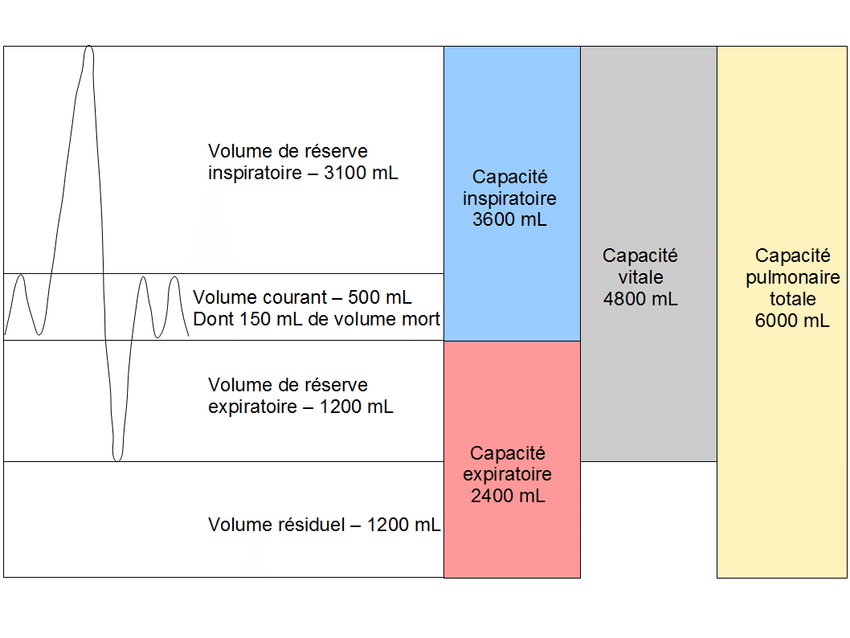 Volume de réserve
inspiratoire – 3100 mL
Volume courant – 500 mL
Dont 150 mL de volume mort
Volume de réserve
expiratoire – 1200 mL
Volume résiduel – 1200 mL
Capacité
inspiratoire
3600 mL
Capacité
expiratoire
2400 mL
Capacité
vitale
4800 mL
Capacité
pulmonaire
totale
6000 mL